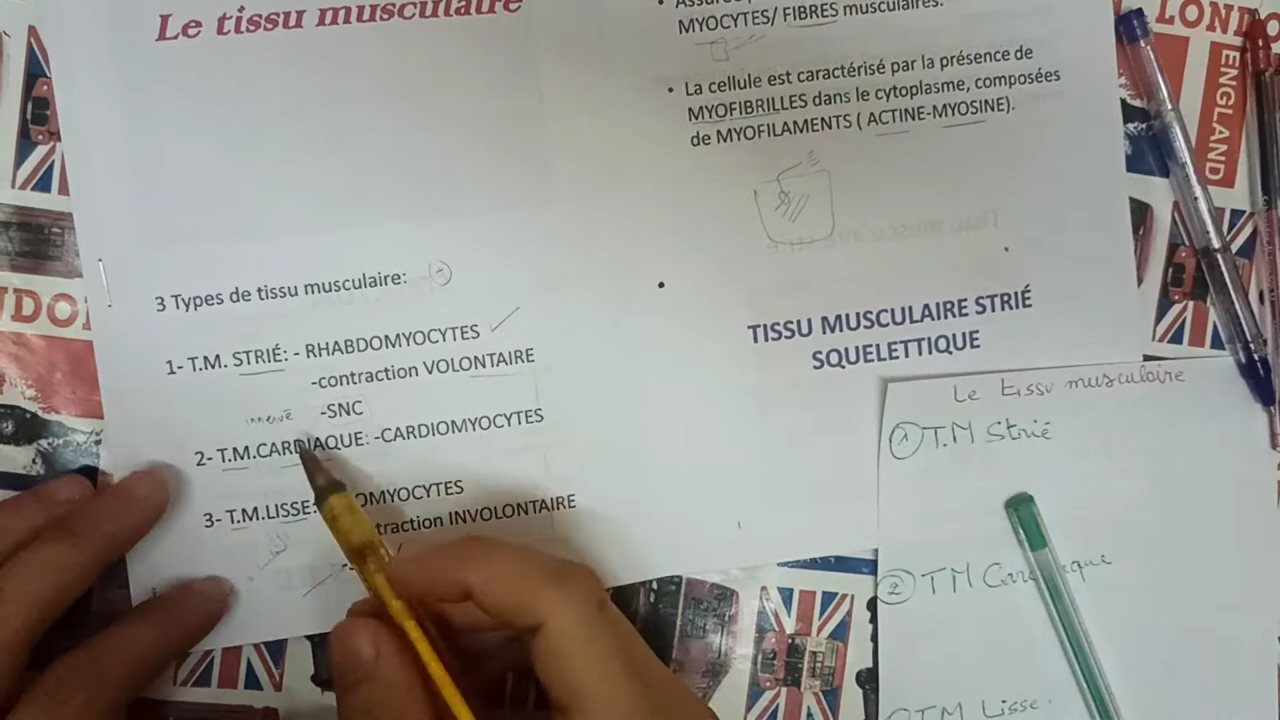 Le tissu musculaire
3 Types de tissu musculaire:
1- T.M. STRIÉ: - RHABDOMYOCYTES
-contraction VOLONTAIRE
innervé -SNC
2- T.M.CARDIAQUE: -CARDIOMYOCYTES
3- T.M.LISSE: OMYOCYTES
traction INVOLONTAIRE
MYOCYTES/ FIBRES musculaires.
• La cellule est caractérisé par la présence de
MYOFIBRILLES dans le cytoplasme, composées
de MYOFILAMENTS ( ACTINE-MYOSINE).
TISSU MUSCULAIRE STRIÉ
SQUELETTIQUE
Le tissu musculaire
1 T.M Strié
2 TM Cardiaque
TM Lisse.
LONDO
ENGLAND
NDO